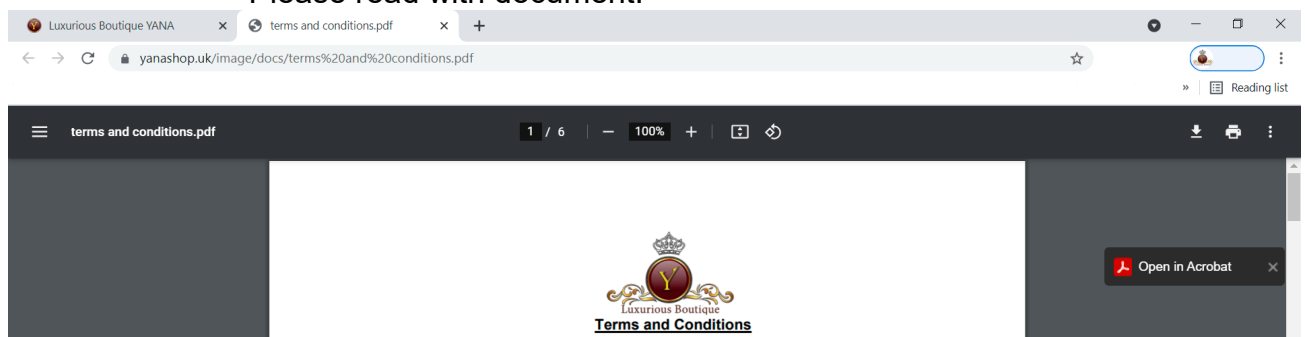 Please read with document.
Luxurious Boutique YANA
terms and conditions.pdf
yanashop.uk/image/docs/terms%20and%20conditions.pdf
» Reading list
terms and conditions.pdf
1 / 6 — 100% +
Open in Acrobat ×
Y
Luxurious Boutique
Terms and Conditions